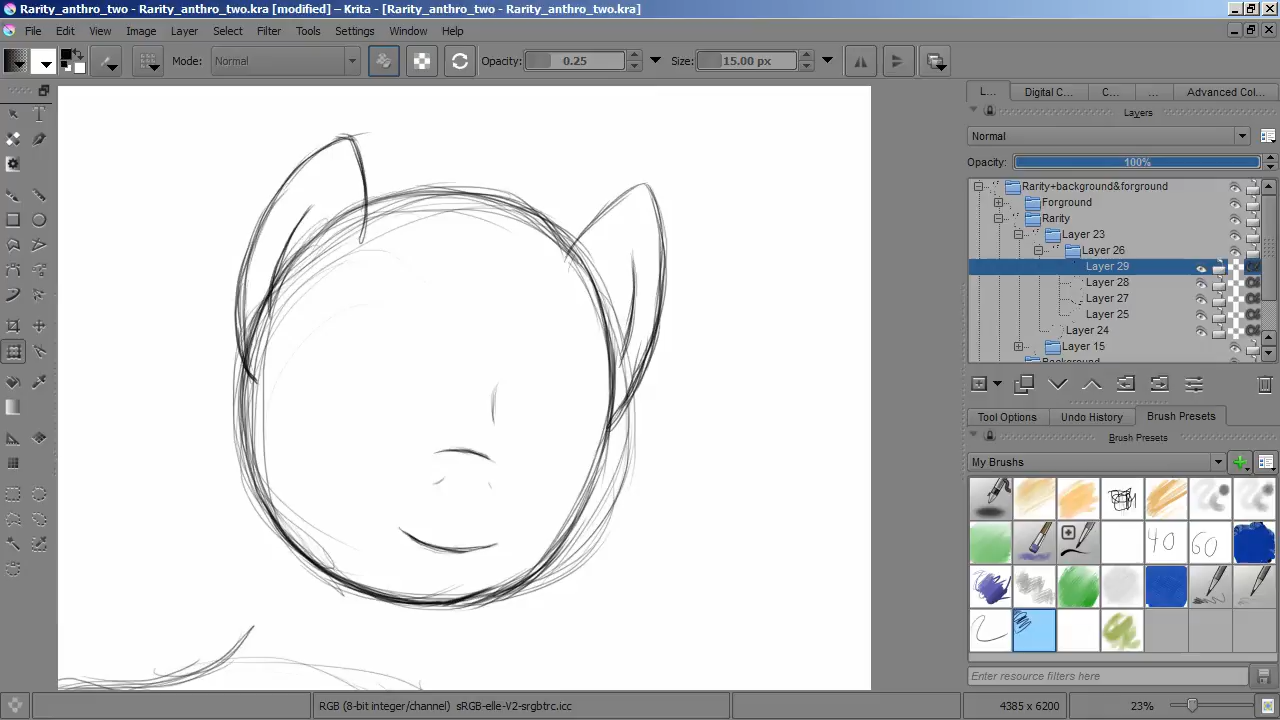 Rarity_anthro_two - Rarity_anthro_two.kra [modified] – Krita - [Rarity_anthro_two - Rarity_anthro_two.kra]
File Edit View Image Layer Select Filter Tools Settings Window Help
Mode: Normal Opacity: 0.25 Size: 15.00 px
L... Digital C... C... ... Advanced Col...
Layers
Normal
Opacity: 100%
Rarity+background&forground
Forground
Rarity
Layer 23
Layer 26
Layer 29
Layer 28
Layer 27
Layer 25
Layer 24
Layer 15
Background
Tool Options Undo History Brush Presets
Brush Presets
My Brushs
40 60
Enter resource filters here
RGB (8-bit integer/channel) sRGB-elle-V2-srgbtrc.icc 4385 x 6200 23%